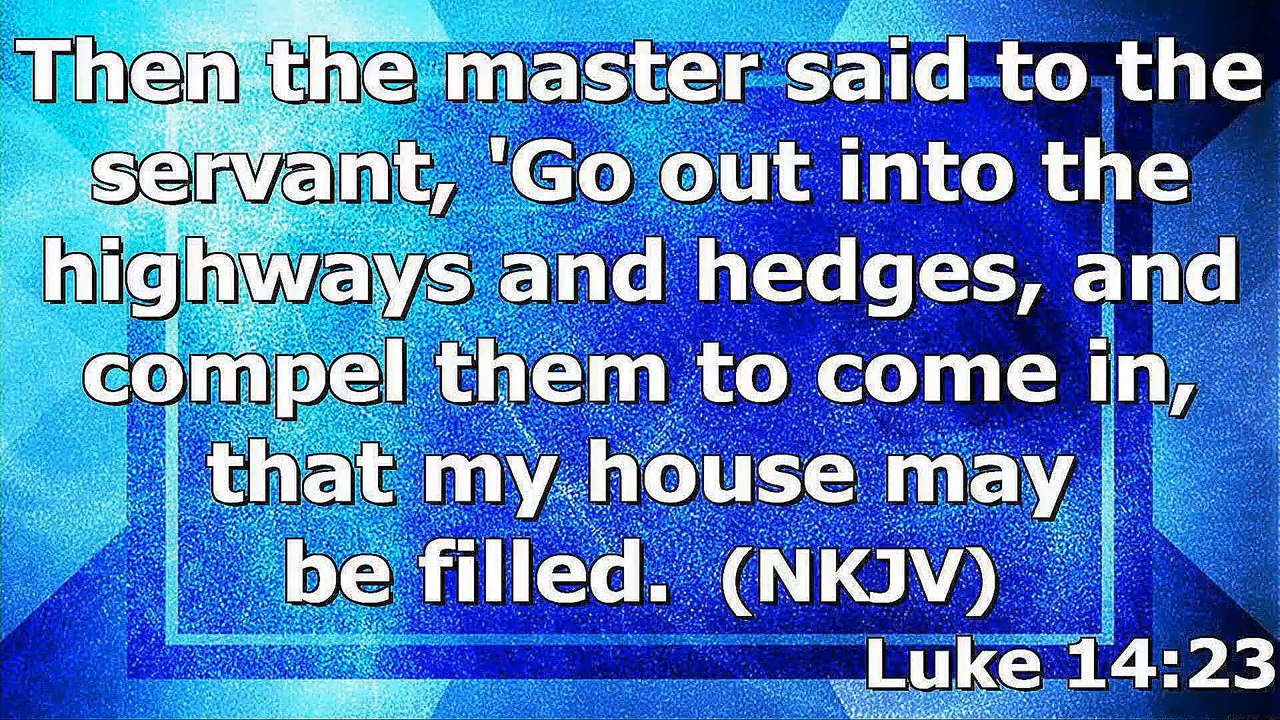 Then the master said to the
servant, 'Go out into the
highways and hedges, and
compel them to come in,
that my house may
be filled. (NKJV)
Luke 14:23